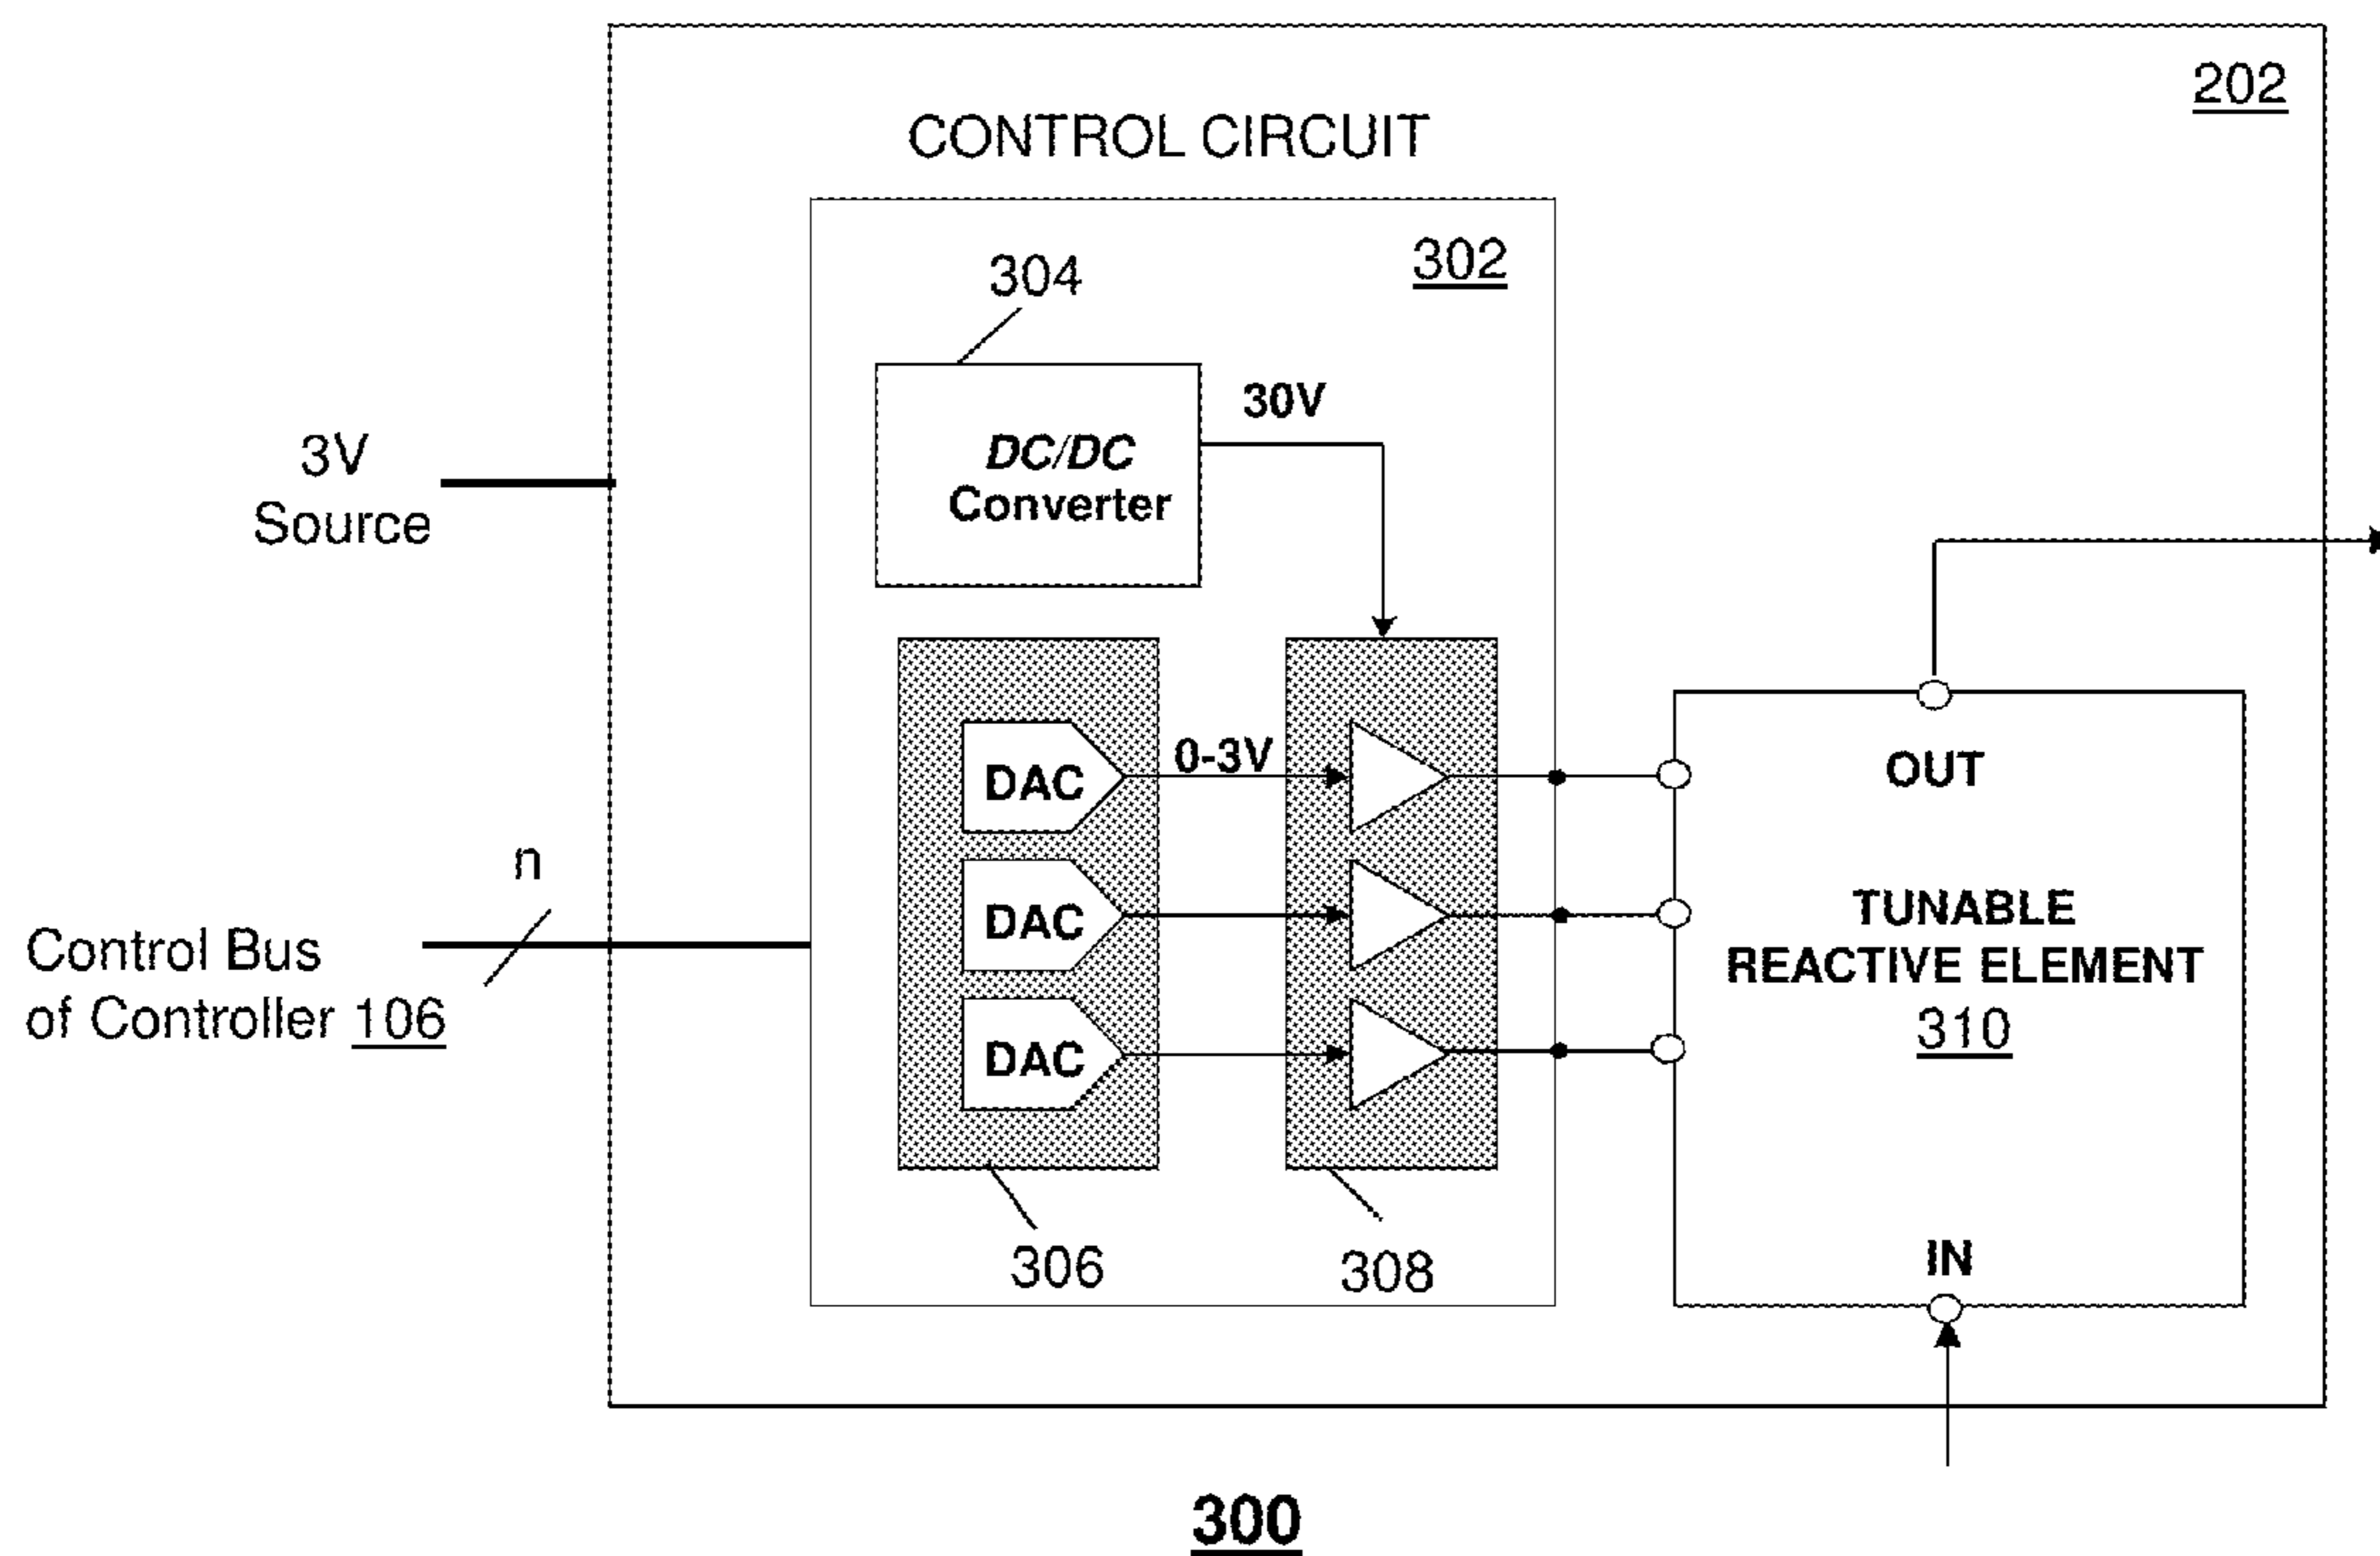 202
CONTROL CIRCUIT
302
304
30V
DC/DC
Converter
3V
Source
0-3V
DAC
DAC
DAC
OUT
n
TUNABLE
REACTIVE ELEMENT
310
Control Bus
of Controller 106
IN
306
308
300